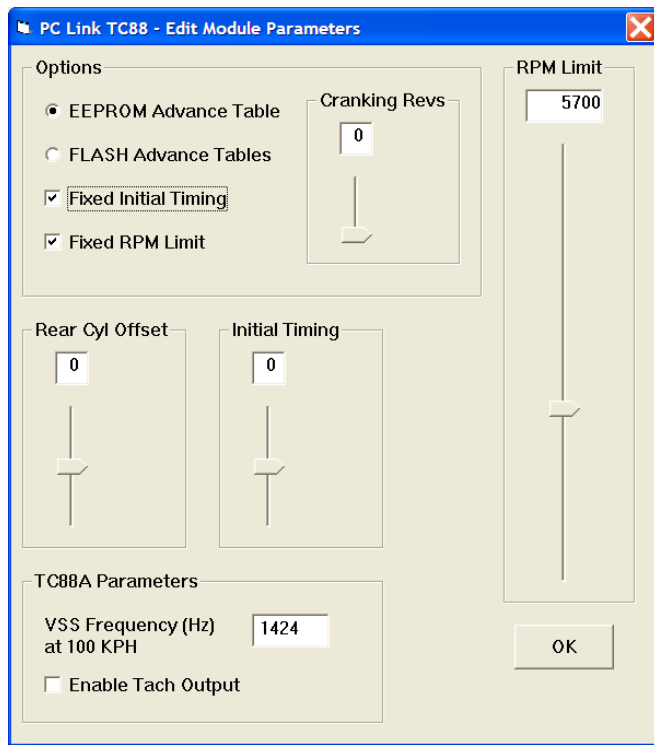 PC Link TC88 - Edit Module Parameters
Options
EEPROM Advance Table
FLASH Advance Tables
Fixed Initial Timing
Fixed RPM Limit
Cranking Revs
0
RPM Limit
5700
Rear Cyl Offset
0
Initial Timing
0
TC88A Parameters
VSS Frequency (Hz)
at 100 KPH
1424
Enable Tach Output
OK